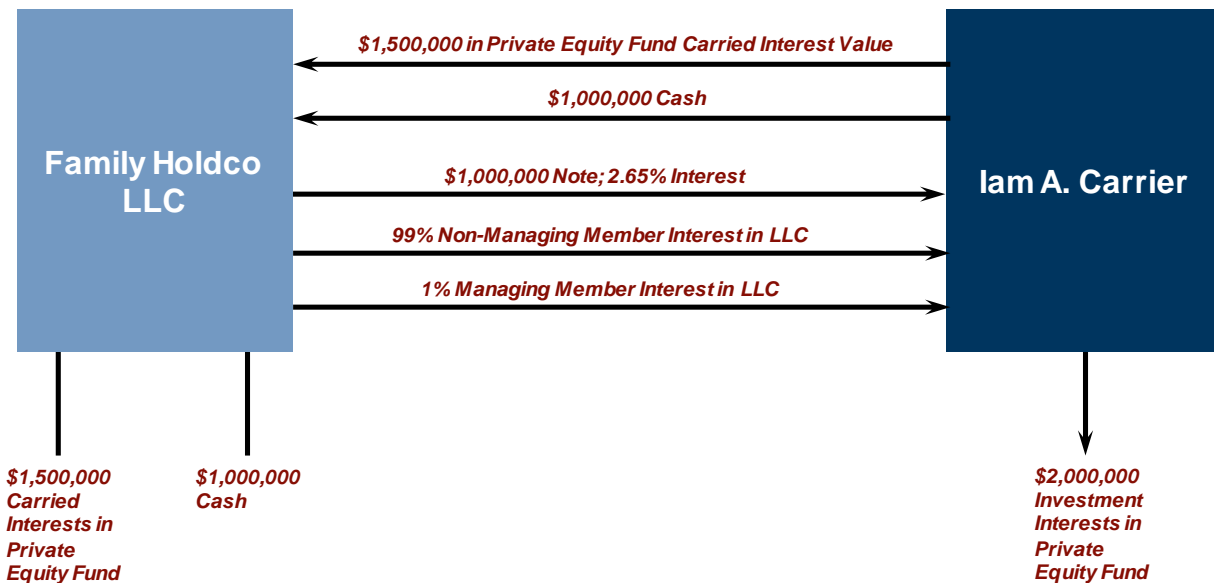 $1,500,000 in Private Equity Fund Carried Interest Value
$1,000,000 Cash
Family Holdco
LLC
$1,000,000 Note; 2.65% Interest
Iam A. Carrier
99% Non-Managing Member Interest in LLC
1% Managing Member Interest in LLC
$1,500,000
Carried
Interests in
Private
Equity Fund
$1,000,000
Cash
$2,000,000
Investment
Interests in
Private
Equity Fund